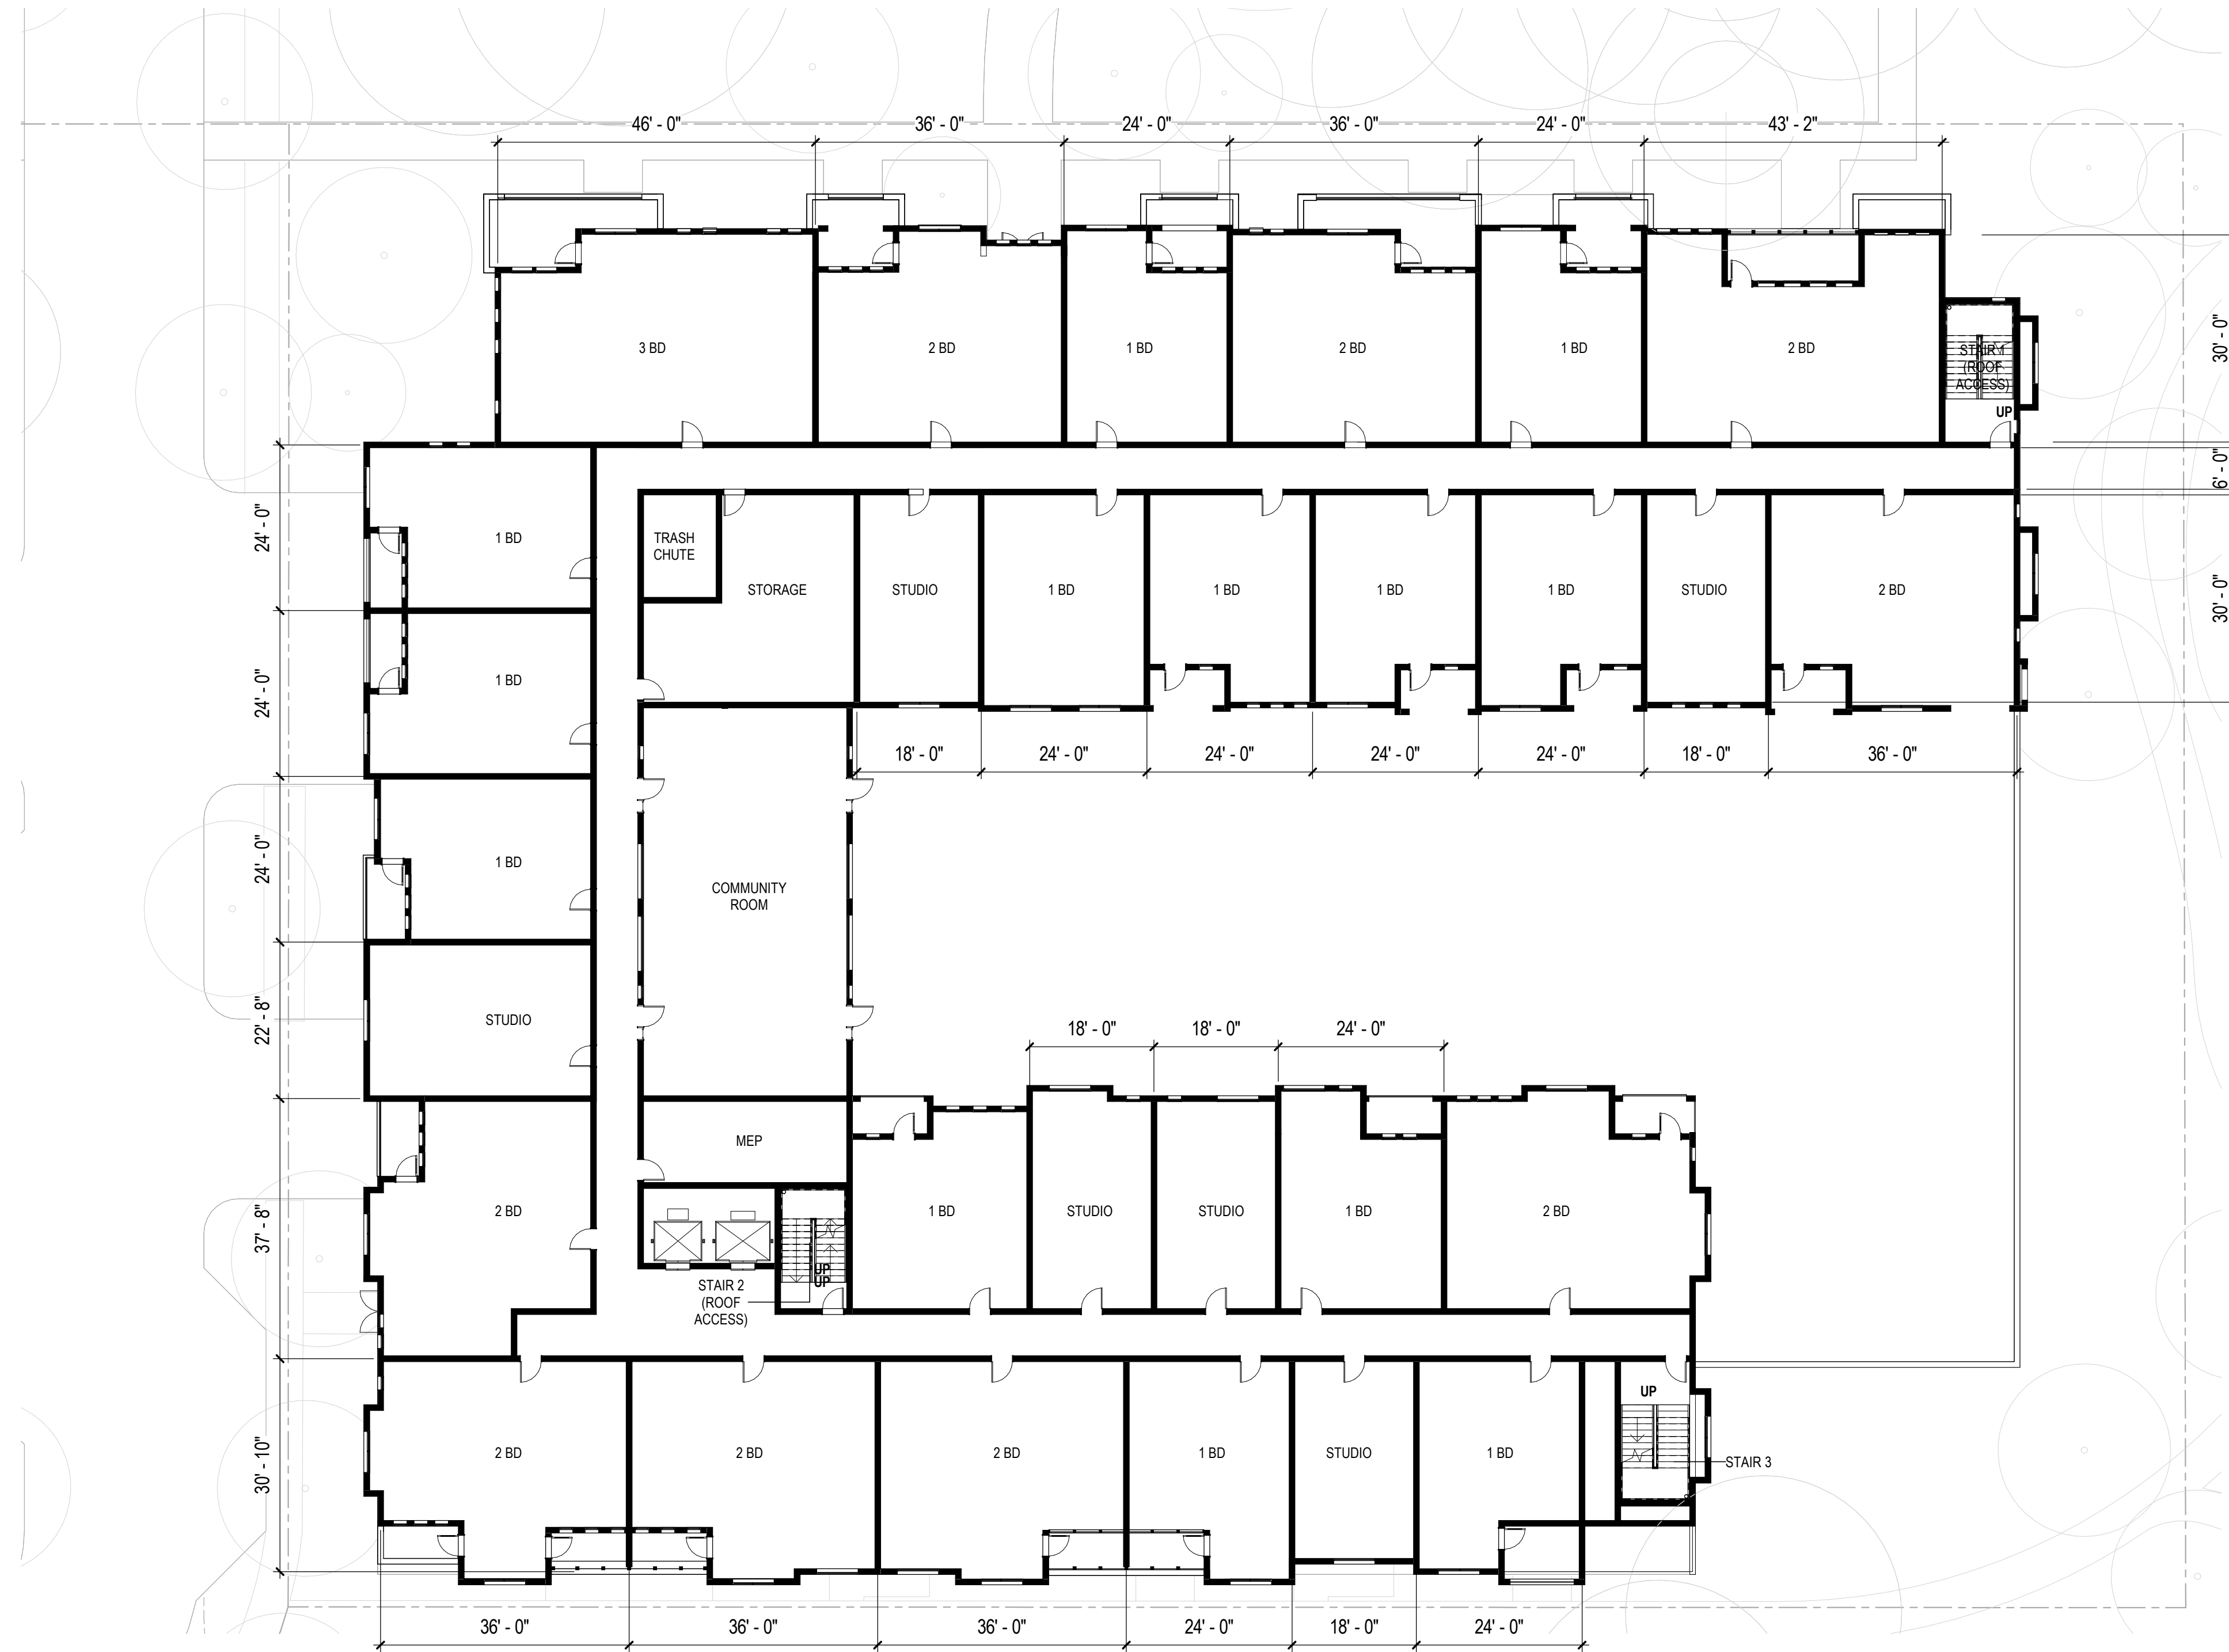 46' - 0"
36' - 0"
24' - 0"
36' - 0"
24' - 0"
43' - 2"
3 BD
2 BD
1 BD
2 BD
1 BD
2 BD
STAIR 1
(ROOF
ACCESS)
UP
30' - 0"
6' - 0"
30' - 0"
24' - 0"
24' - 0"
24' - 0"
22' - 8"
37' - 8"
30' - 10"
1 BD
1 BD
1 BD
STUDIO
2 BD
TRASH
CHUTE
STORAGE
STUDIO
1 BD
1 BD
1 BD
1 BD
STUDIO
2 BD
18' - 0"
24' - 0"
24' - 0"
24' - 0"
24' - 0"
18' - 0"
36' - 0"
COMMUNITY
ROOM
18' - 0"
18' - 0"
24' - 0"
MEP
1 BD
STUDIO
STUDIO
1 BD
2 BD
UP
UP
STAIR 2
(ROOF
ACCESS)
2 BD
2 BD
2 BD
1 BD
STUDIO
1 BD
UP
STAIR 3
36' - 0"
36' - 0"
36' - 0"
24' - 0"
18' - 0"
24' - 0"